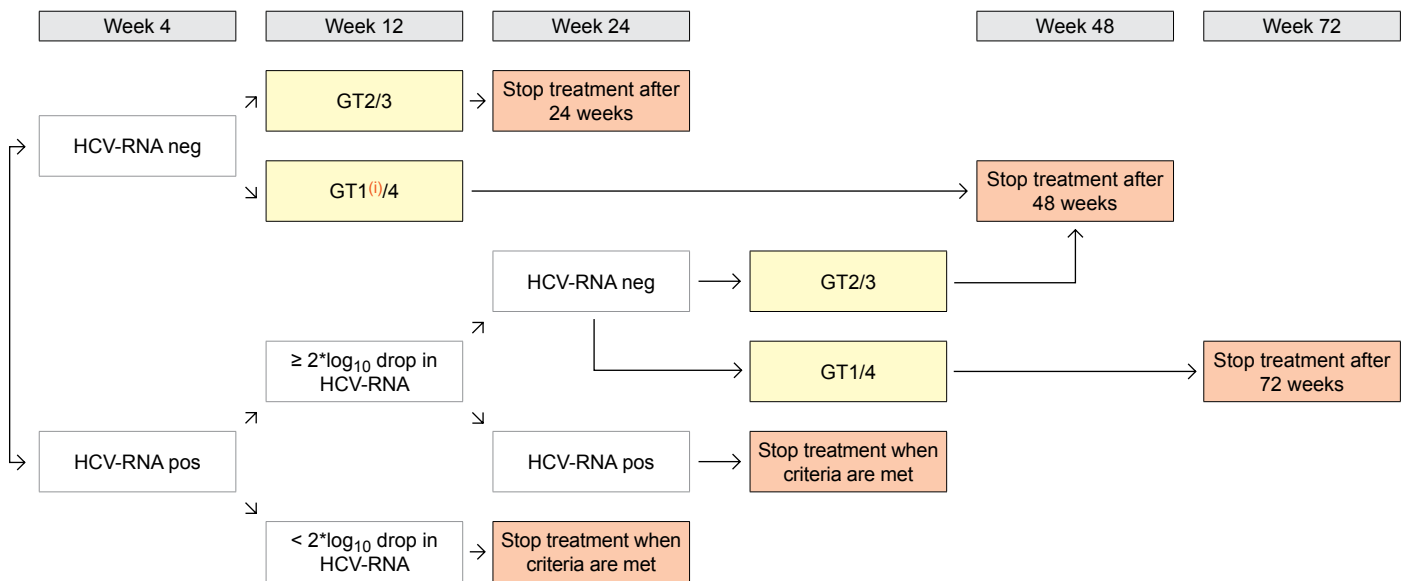 Week 4
Week 12
Week 24
Week 48
Week 72
GT2/3
Stop treatment after
24 weeks
HCV-RNA neg
GT1(i)/4
Stop treatment after
48 weeks
HCV-RNA neg
GT2/3
≥ 2*log10 drop in
HCV-RNA
GT1/4
Stop treatment after
72 weeks
HCV-RNA pos
HCV-RNA pos
Stop treatment when
criteria are met
< 2*log10 drop in
HCV-RNA
Stop treatment when
criteria are met